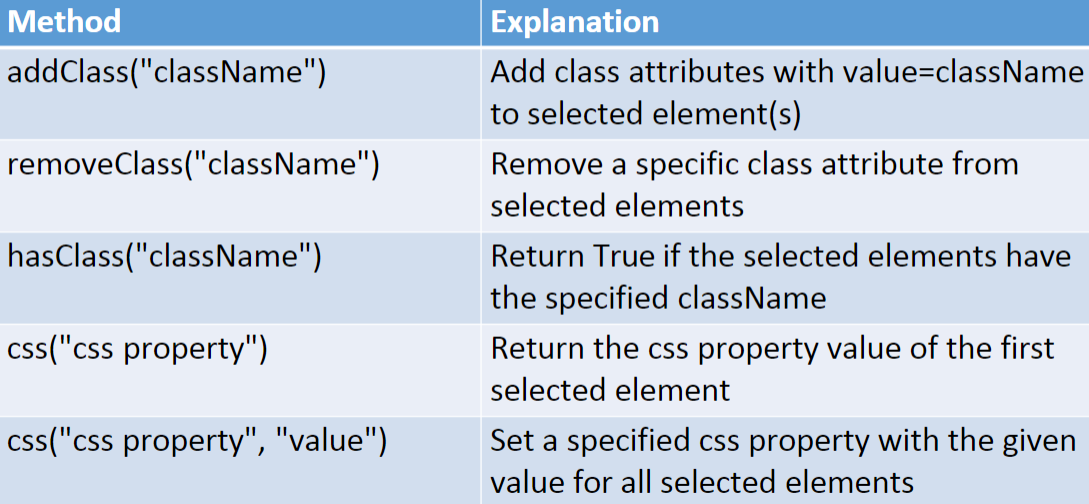 Method
Explanation
addClass("className")
Add class attributes with value=className
to selected element(s)
removeClass("className")
Remove a specific class attribute from
selected elements
hasClass("className")
Return True if the selected elements have
the specified className
css("css property")
Return the css property value of the first
selected element
css("css property", "value")
Set a specified css property with the given
value for all selected elements